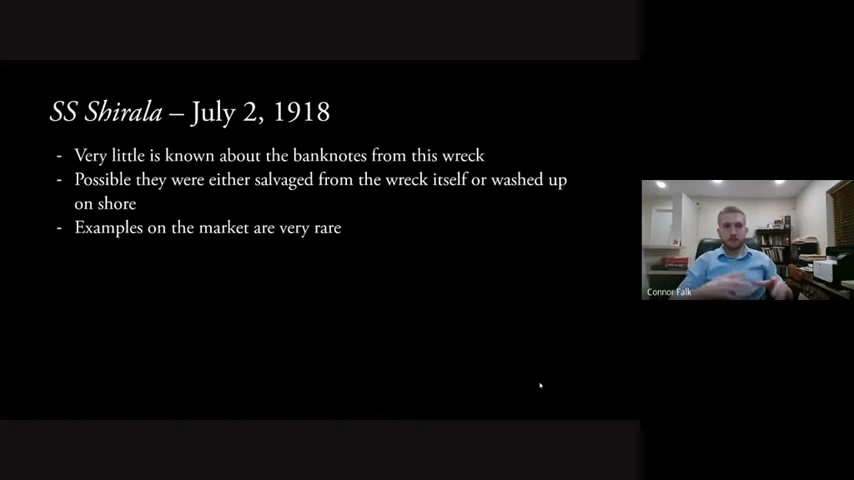 SS Shirala – July 2, 1918
- Very little is known about the banknotes from this wreck
- Possible they were either salvaged from the wreck itself or washed up
on shore
- Examples on the market are very rare
Connor Falk